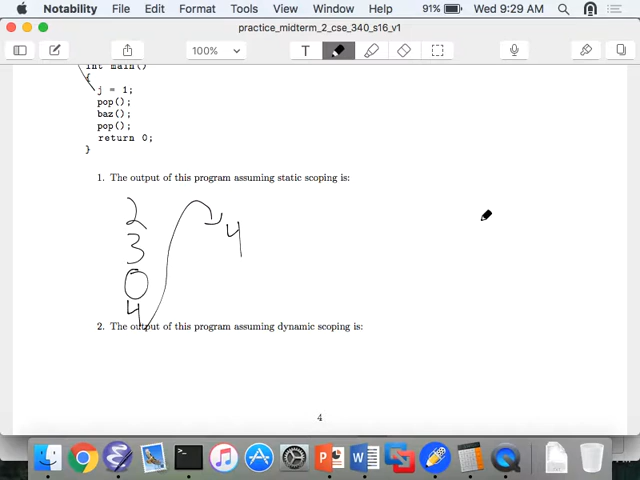 Notability File Edit Format View Tools Window Help 91% Wed 9:29 AM
practice_midterm_2_cse_340_s16_v1
100% T
int main()
{
j = 1;
pop();
baz();
pop();
return 0;
}
1. The output of this program assuming static scoping is:
2
3
0
4
4
2. The output of this program assuming dynamic scoping is:
4